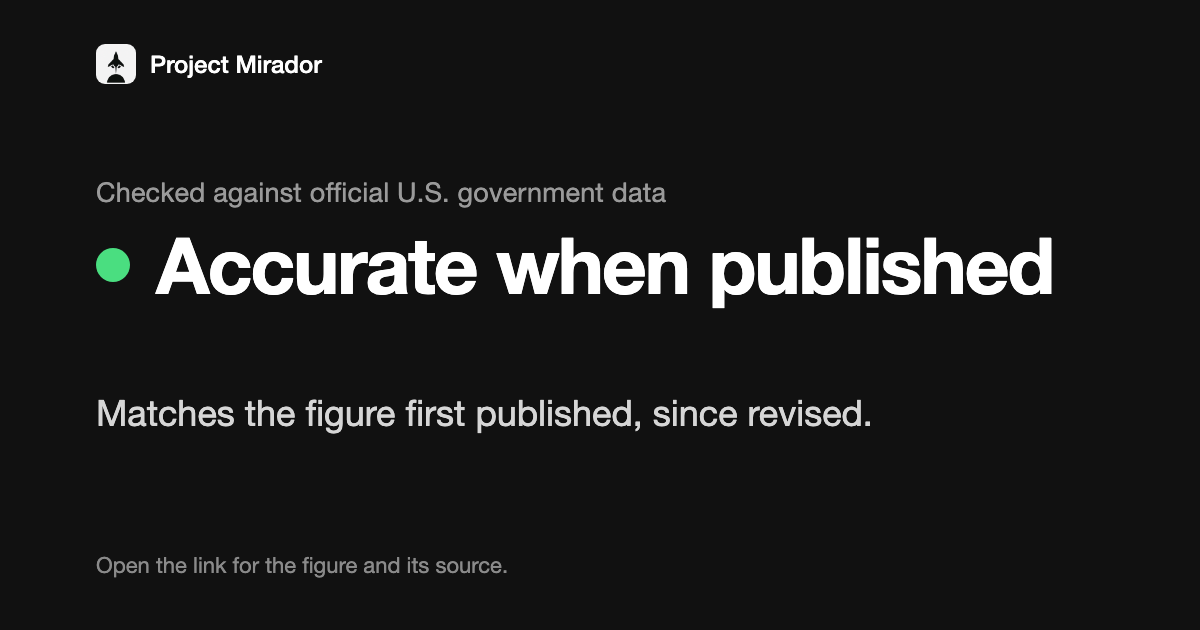 Project Mirador
Checked against official U.S. government data
Accurate when published
Matches the figure first published, since revised.
Open the link for the figure and its source.